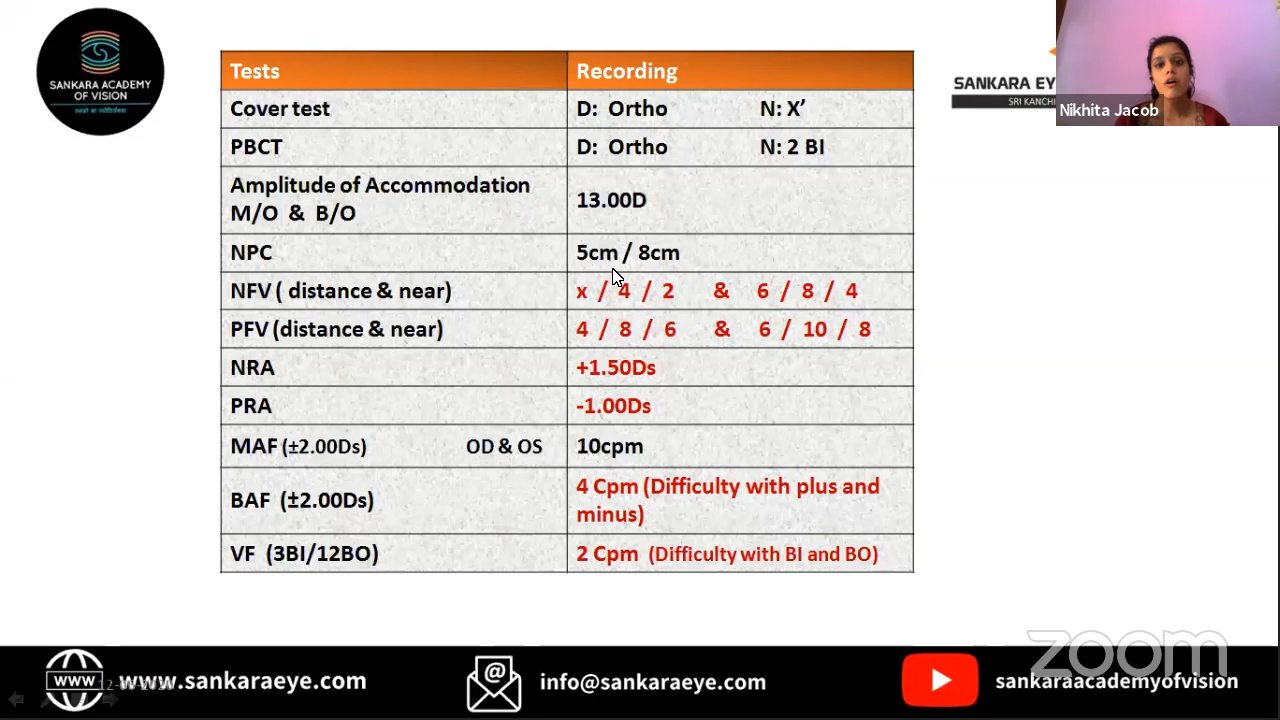 SANKARA ACADEMY
OF VISION
SANKARA EY
SRI KANCHI
Nikhita Jacob
Tests Recording
Cover test D: Ortho N: X’
PBCT D: Ortho N: 2 BI
Amplitude of Accommodation
M/O & B/O 13.00D
NPC 5cm / 8cm
NFV ( distance & near) x / 4 / 2 & 6 / 8 / 4
PFV (distance & near) 4 / 8 / 6 & 6 / 10 / 8
NRA +1.50Ds
PRA -1.00Ds
MAF (±2.00Ds) OD & OS 10cpm
BAF (±2.00Ds) 4 Cpm (Difficulty with plus and
minus)
VF (3BI/12BO) 2 Cpm (Difficulty with BI and BO)
zoom
WWW www.sankaraeye.com
@ info@sankaraeye.com
sankaraacademyofvision